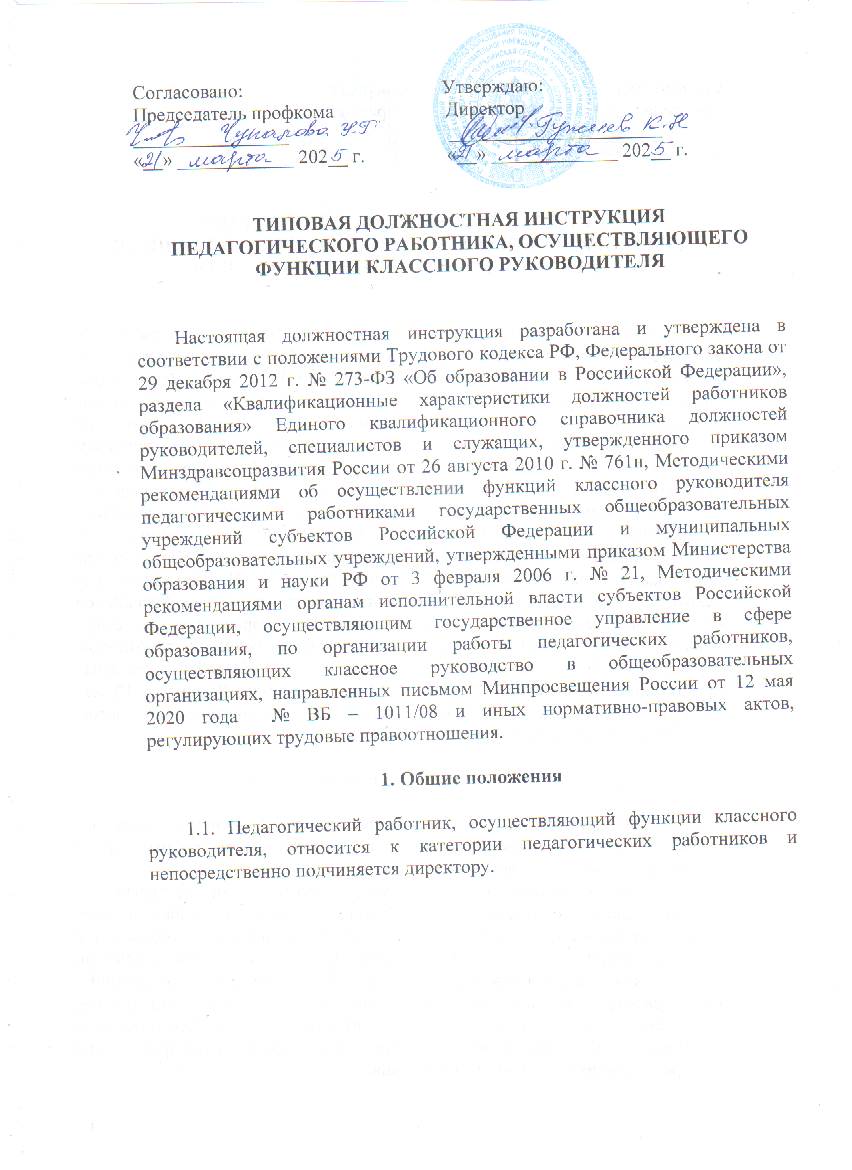 Согласовано: Утверждаю:
Председатель профкома Директор
Чупалова У.Г. К.Н
«21» марта 2025 г. «21» марта 2025 г.
ТИПОВАЯ ДОЛЖНОСТНАЯ ИНСТРУКЦИЯ
ПЕДАГОГИЧЕСКОГО РАБОТНИКА, ОСУЩЕСТВЛЯЮЩЕГО
ФУНКЦИИ КЛАССНОГО РУКОВОДИТЕЛЯ
Настоящая должностная инструкция разработана и утверждена в
соответствии с положениями Трудового кодекса РФ, Федерального закона от
29 декабря 2012 г. № 273-ФЗ «Об образовании в Российской Федерации»,
раздела «Квалификационные характеристики должностей работников
образования» Единого квалификационного справочника должностей
руководителей, специалистов и служащих, утвержденного приказом
Минздравсоцразвития России от 26 августа 2010 г. № 761н, Методическими
рекомендациями об осуществлении функций классного руководителя
педагогическими работниками государственных общеобразовательных
учреждений субъектов Российской Федерации и муниципальных
общеобразовательных учреждений, утвержденными приказом Министерства
образования и науки РФ от 3 февраля 2006 г. № 21, Методическими
рекомендациями органам исполнительной власти субъектов Российской
Федерации, осуществляющим государственное управление в сфере
образования, по организации работы педагогических работников,
осуществляющих классное руководство в общеобразовательных
организациях, направленных письмом Минпросвещения России от 12 мая
2020 года № ВБ – 1011/08 и иных нормативно-правовых актов,
регулирующих трудовые правоотношения.
1. Общие положения
1.1. Педагогический работник, осуществляющий функции классного
руководителя, относится к категории педагогических работников и
непосредственно подчиняется директору.